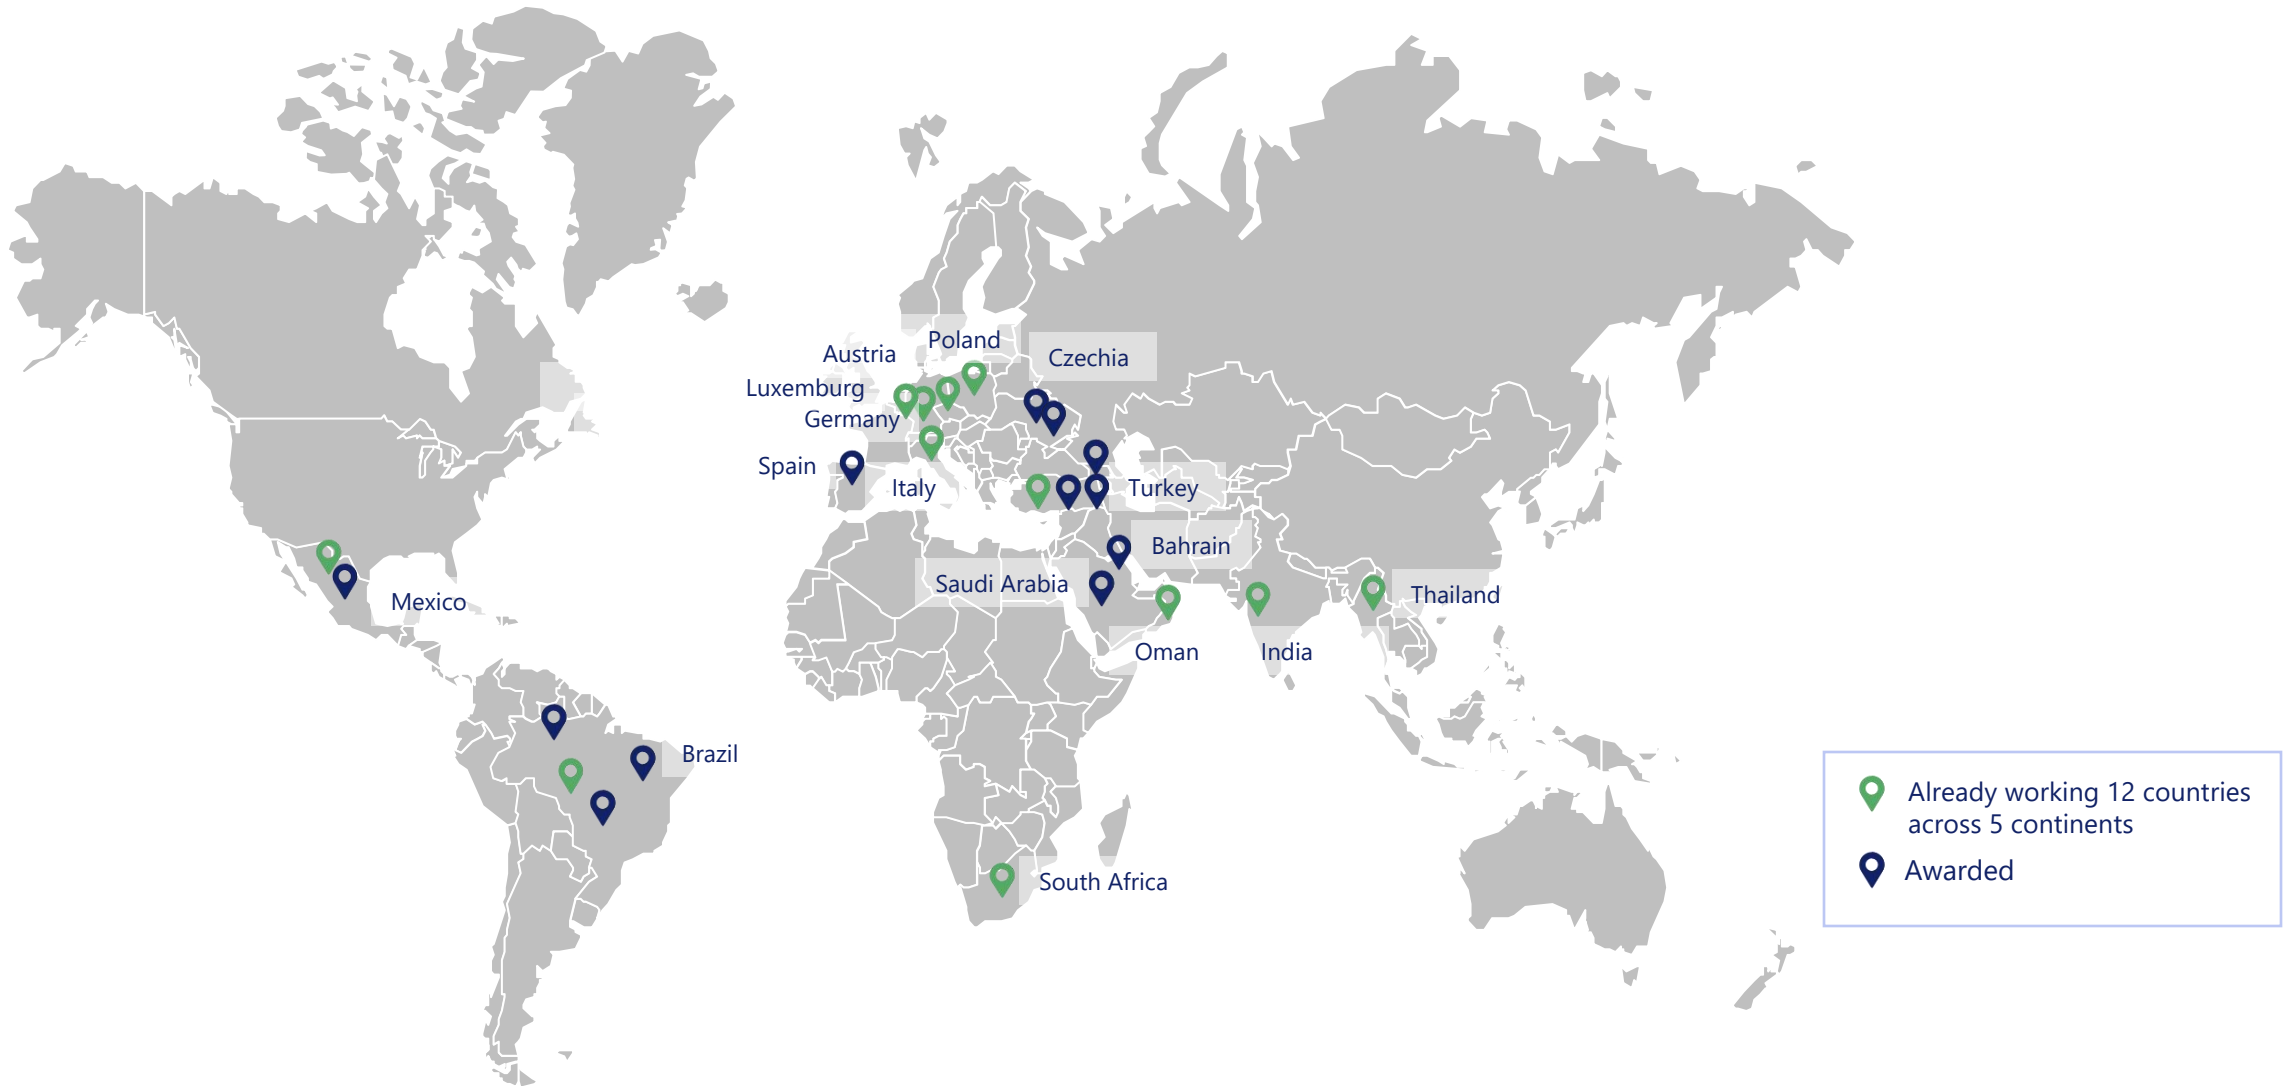 Poland
Austria
Czechia
Luxemburg
Germany
Spain
Italy
Turkey
Bahrain
Saudi Arabia
Thailand
Mexico
Oman
India
Brazil
South Africa
Already working 12 countries
across 5 continents
Awarded